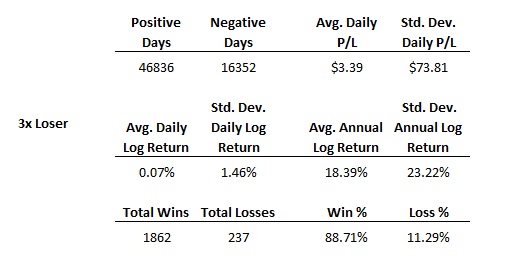 Positive Negative Avg. Daily Std. Dev.
Days Days P/L Daily P/L
46836 16352 $3.39 $73.81
3x Loser
Std. Dev. Std. Dev.
Avg. Daily Daily Log Avg. Annual Annual Log
Log Return Return Log Return Return
0.07% 1.46% 18.39% 23.22%
Total Wins Total Losses Win % Loss %
1862 237 88.71% 11.29%